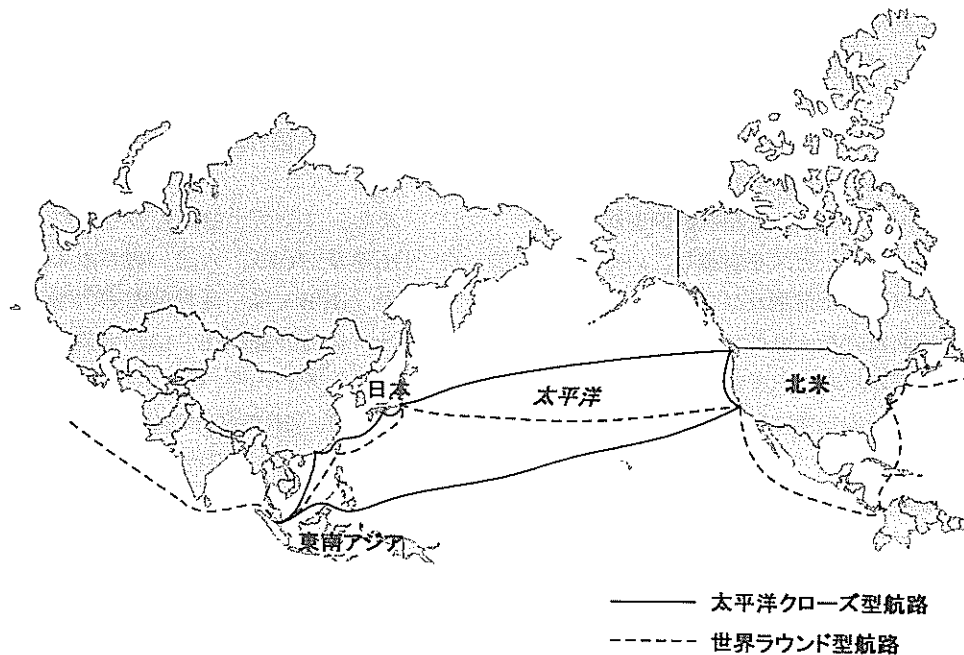 日本
太平洋
北米
東南アジア
太平洋クローズ型航路
世界ラウンド型航路